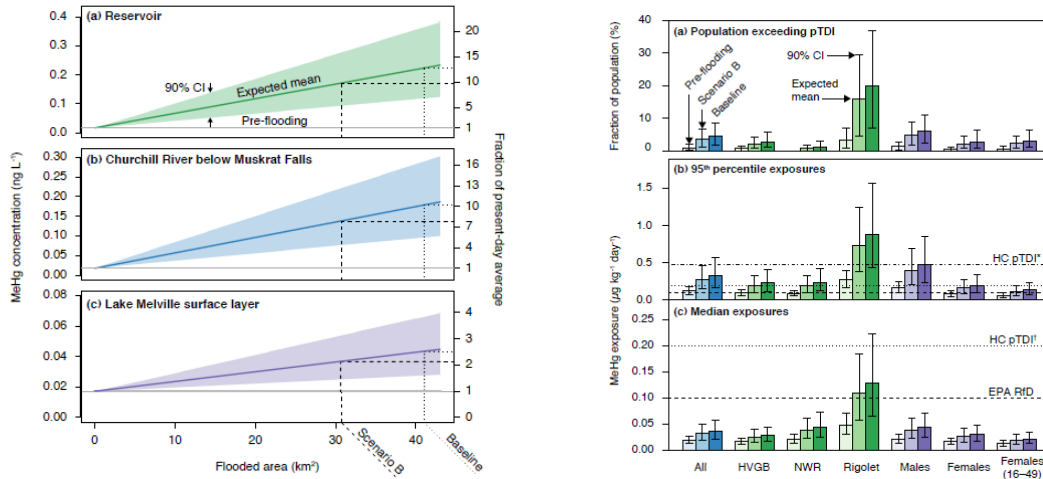 (a) Reservoir
0.4
0.3
0.2
0.1
0.0
20
15
10
5
1
90% CI
Expected mean
Pre-flooding
(b) Churchill River below Muskrat Falls
0.30
0.25
0.20
0.15
0.10
0.05
0.00
16
13
10
7
4
1
(c) Lake Melville surface layer
0.08
0.06
0.04
0.02
0.00
4
3
2
1
0
MeHg concentration (ng L⁻¹)
Fraction of present-day average
0
10
20
30
40
Flooded area (km²)
Scenario B
Baseline
(a) Population exceeding pTDI
40
30
20
10
0
Fraction of population (%)
Pre-flooding
Scenario B
Baseline
90% CI
Expected
mean
(b) 95th percentile exposures
1.5
1.0
0.5
0.0
HC pTDI*
(c) Median exposures
0.20
0.15
0.10
0.05
0.00
HC pTDI†
EPA RfD
MeHg exposure (µg kg⁻¹ day⁻¹)
All
HVGB
NWR
Rigolet
Males
Females
Females
(16–49)